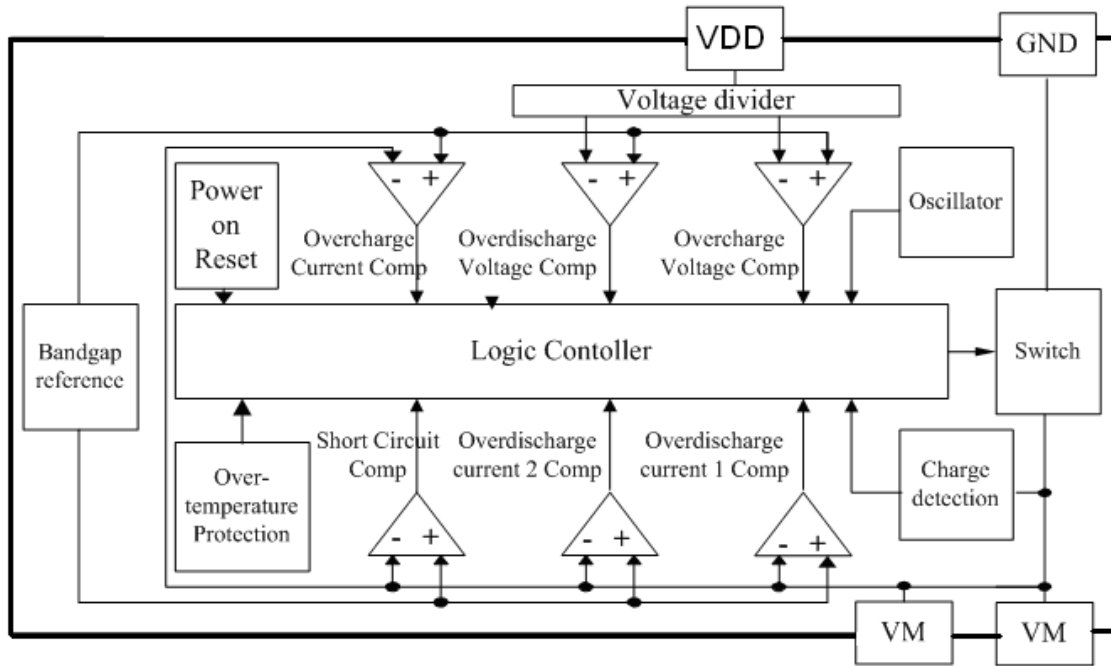 VDD
GND
Voltage divider
- +
- +
- +
Power
on
Reset
Oscillator
Overcharge
Current Comp
Overdischarge
Voltage Comp
Overcharge
Voltage Comp
Bandgap
reference
Logic Contoller
Switch
Short Circuit
Comp
Overdischarge
current 2 Comp
Overdischarge
current 1 Comp
Over-
temperature
Protection
Charge
detection
- +
- +
- +
VM
VM